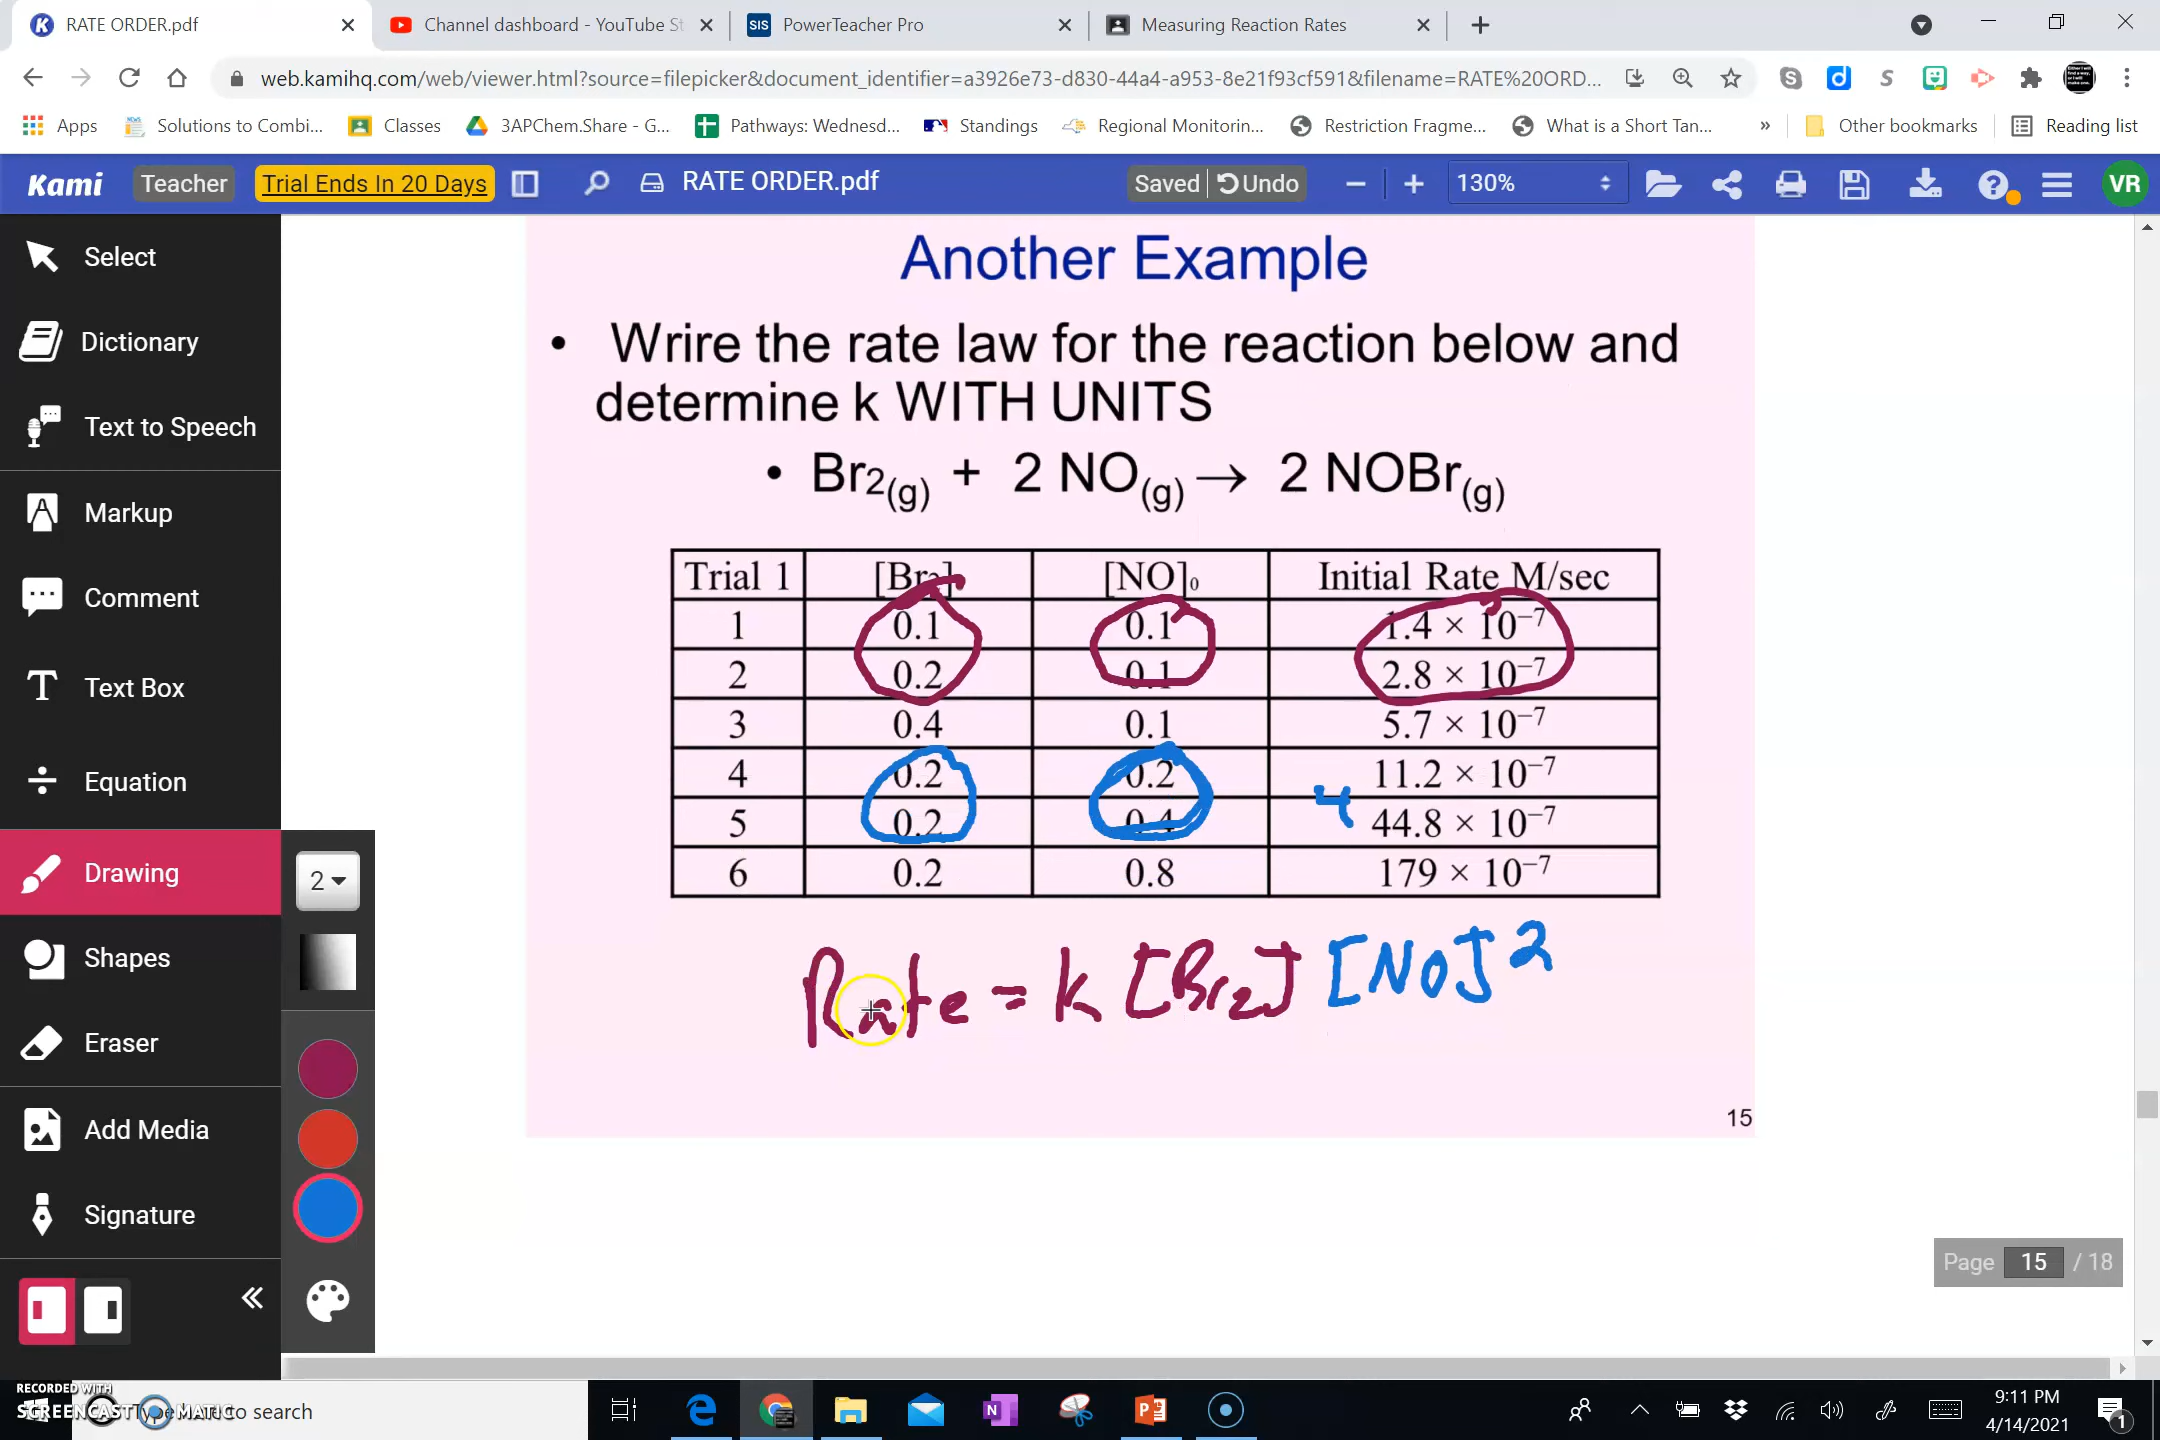 RATE ORDER.pdf
Channel dashboard - YouTube St
SIS PowerTeacher Pro
Measuring Reaction Rates
web.kamihq.com/web/viewer.html?source=filepicker&document_identifier=a3926e73-d830-44a4-a953-8e21f93cf591&filename=RATE%20ORD...
Apps Solutions to Combi... Classes 3APChem.Share - G... Pathways: Wednesd... Standings Regional Monitorin... Restriction Fragme... What is a Short Tan... » Other bookmarks Reading list
Kami Teacher Trial Ends In 20 Days RATE ORDER.pdf Saved Undo 130% VR
Select
Dictionary
Text to Speech
Markup
Comment
Text Box
Equation
Drawing
Shapes
Eraser
Add Media
Signature
2
Another Example
• Wrire the rate law for the reaction below and
determine k WITH UNITS
• Br2(g) + 2 NO(g) → 2 NOBr(g)
Trial 1 [Br2] [NO]0 Initial Rate M/sec
1 0.1 0.1 1.4 × 10−7
2 0.2 0.1 2.8 × 10−7
3 0.4 0.1 5.7 × 10−7
4 0.2 0.2 11.2 × 10−7
4
5 0.2 0.4 44.8 × 10−7
6 0.2 0.8 179 × 10−7
Rate = k [Br2] [NO]2
15
Page 15 / 18
RECORDED WITH
SCREENCAST MATIC
to search
9:11 PM
4/14/2021
1